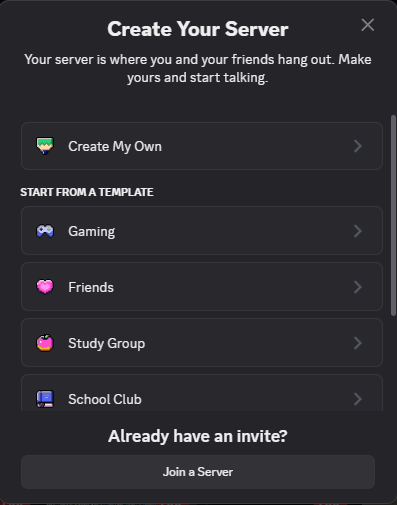 Create Your Server
Your server is where you and your friends hang out. Make
yours and start talking.
Create My Own
START FROM A TEMPLATE
Gaming
Friends
Study Group
School Club
Already have an invite?
Join a Server